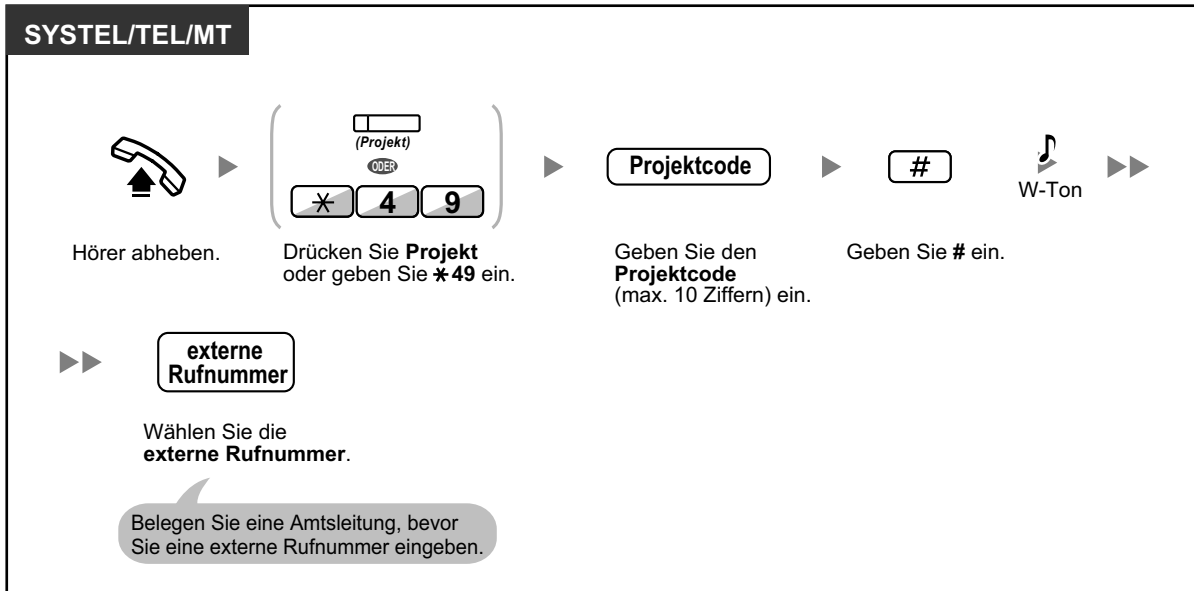 SYSTEL/TEL/MT
(Projekt)
ODER
* 4 9
Projektcode
#
W-Ton
Hörer abheben.
Drücken Sie Projekt
oder geben Sie *49 ein.
Geben Sie den
Projektcode
(max. 10 Ziffern) ein.
Geben Sie # ein.
externe
Rufnummer
Wählen Sie die
externe Rufnummer.
Belegen Sie eine Amtsleitung, bevor
Sie eine externe Rufnummer eingeben.